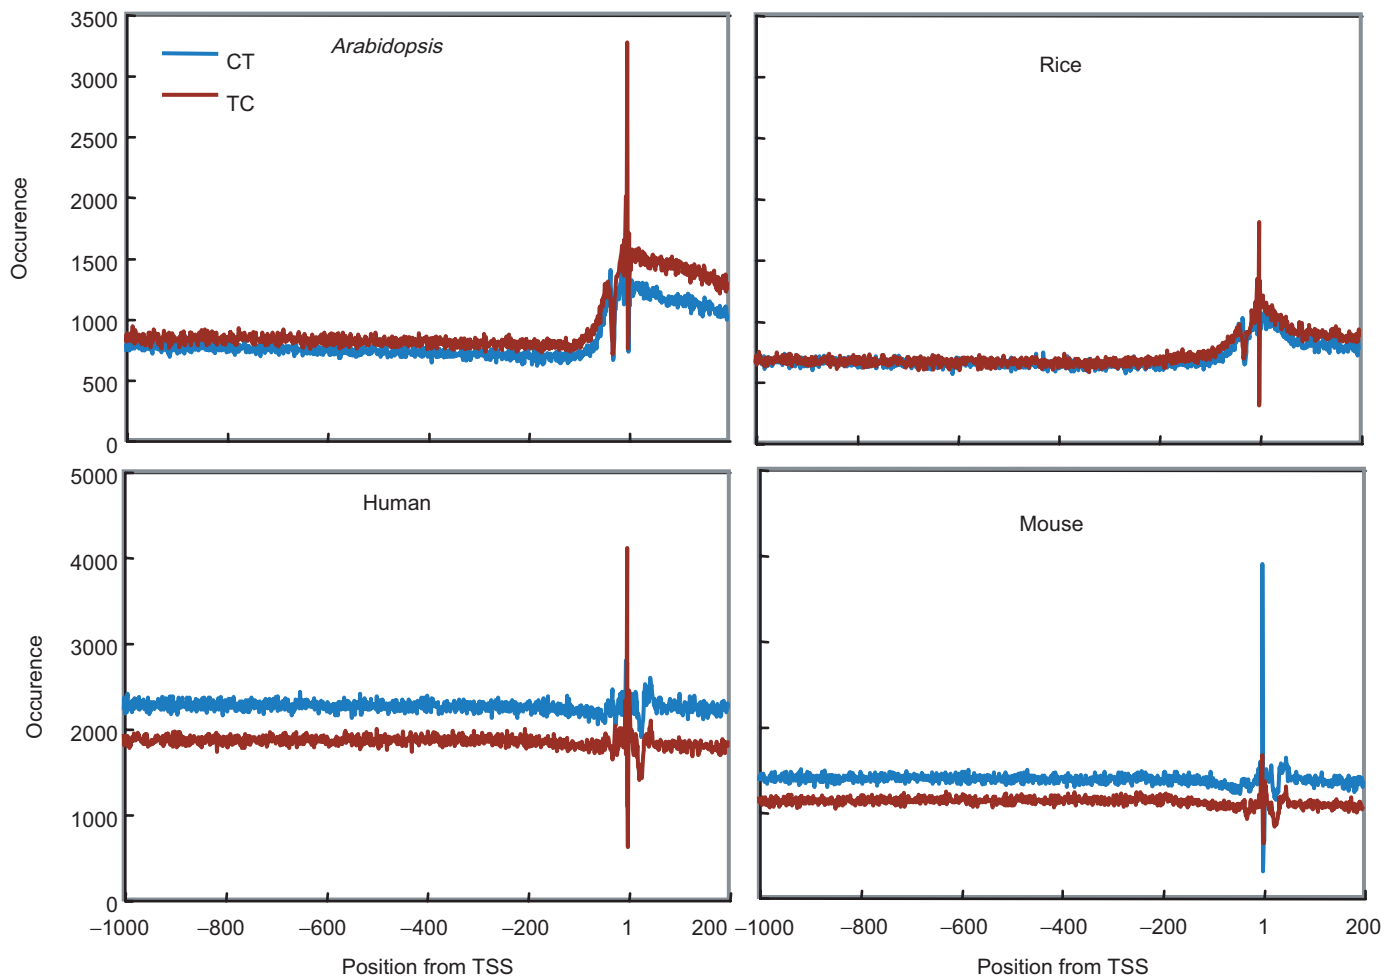 3500
3000
2500
2000
1500
1000
500
0
Occurence
CT
TC
Arabidopsis
Rice
5000
4000
3000
2000
1000
0
Occurence
Human
Mouse
–1000 –800 –600 –400 –200 1 200
–1000 –800 –600 –400 –200 1 200
Position from TSS
Position from TSS